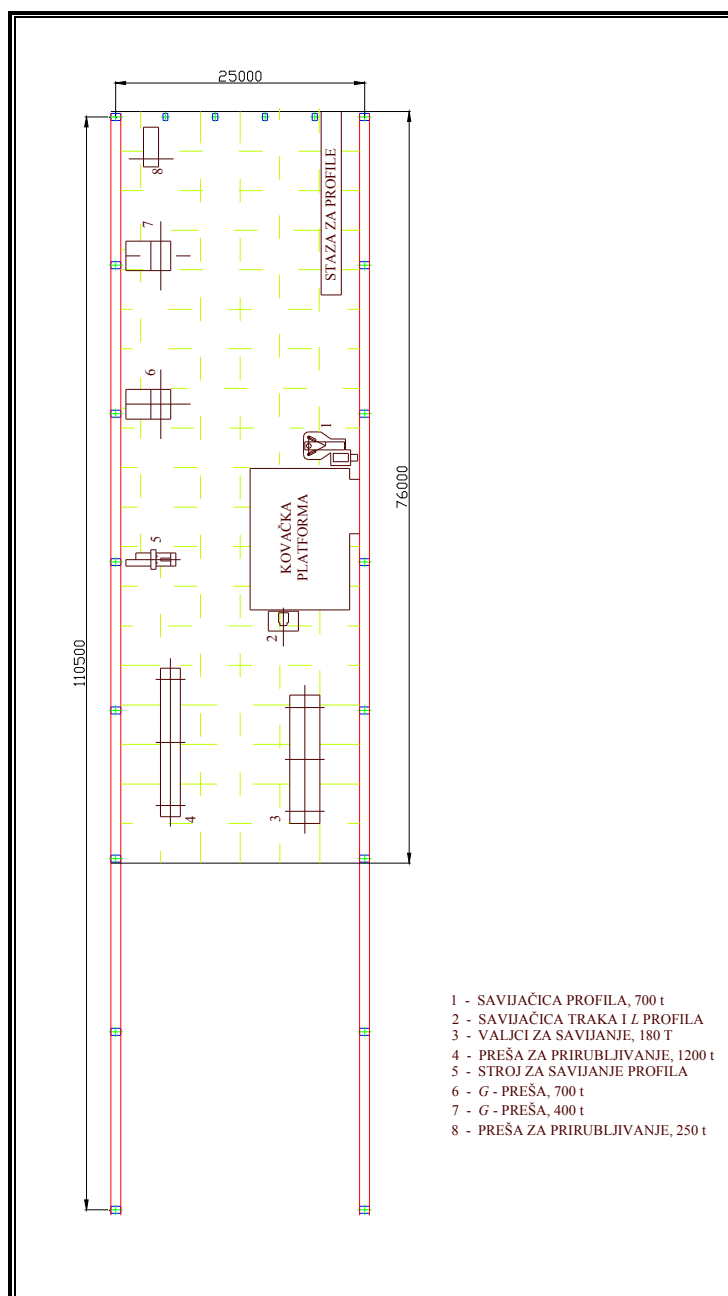 25000
STAZA ZA PROFILE
8
7
6
1
76000
KOVAČKA
PLATFORMA
5
2
110500
3
4
1 - SAVIJAČICA PROFILA, 700 t
2 - SAVIJAČICA TRAKA I L PROFILA
3 - VALJCI ZA SAVIJANJE, 180 T
4 - PREŠA ZA PRIRUBLJIVANJE, 1200 t
5 - STROJ ZA SAVIJANJE PROFILA
6 - G - PREŠA, 700 t
7 - G - PREŠA, 400 t
8 - PREŠA ZA PRIRUBLJIVANJE, 250 t